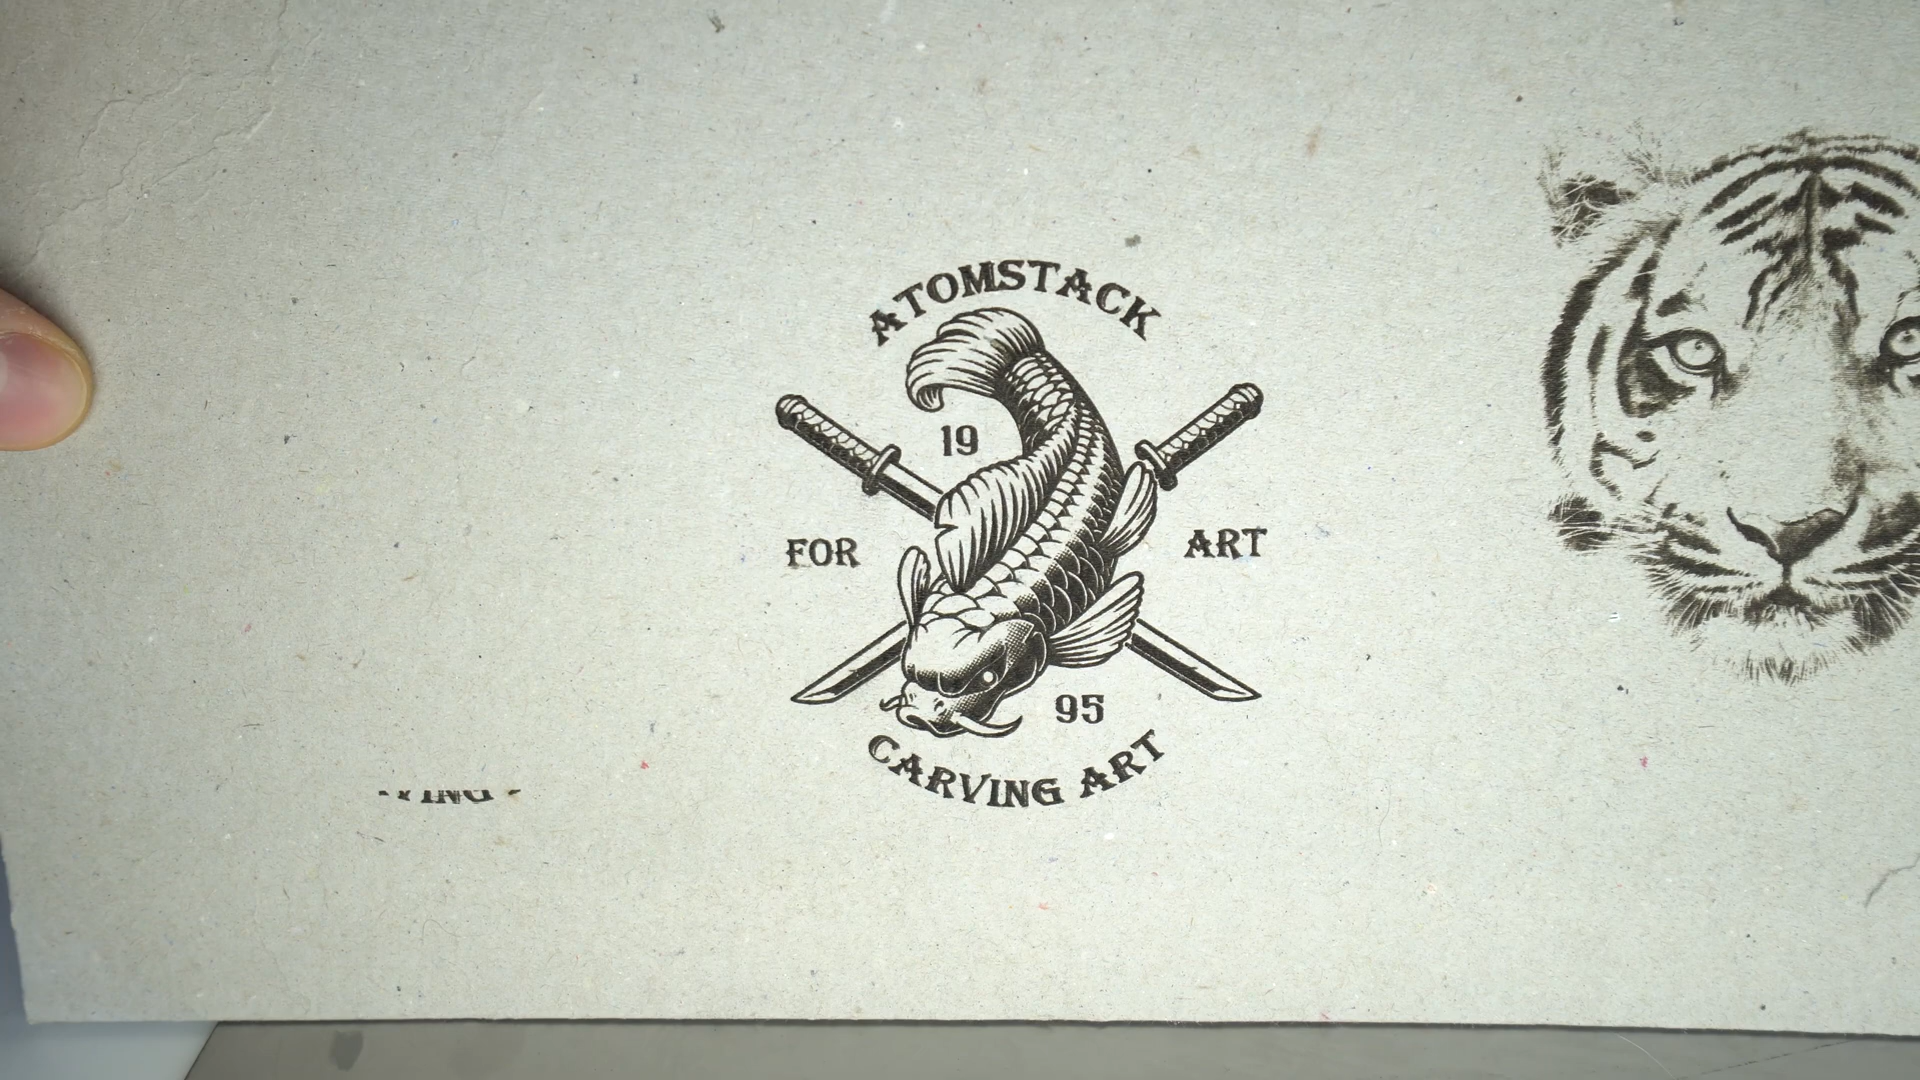 ATOMSTACK
19
FOR ART
95
CARVING ART